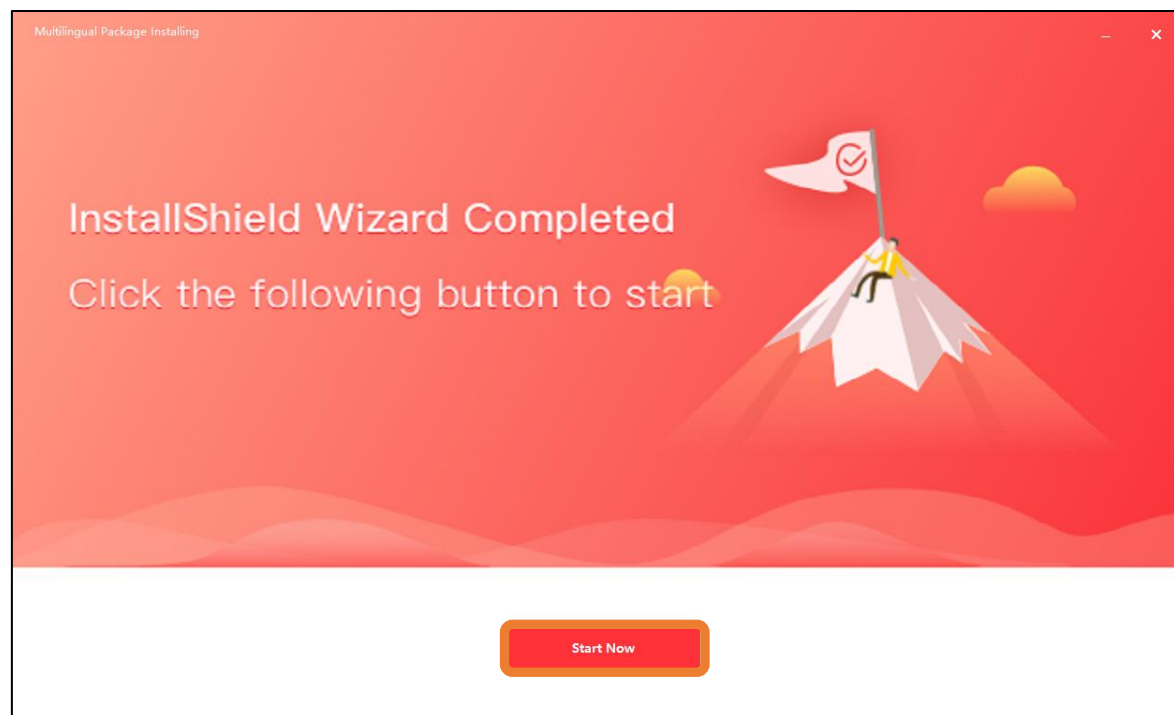 Multilingual Package Installing
InstallShield Wizard Completed
Click the following button to start
Start Now